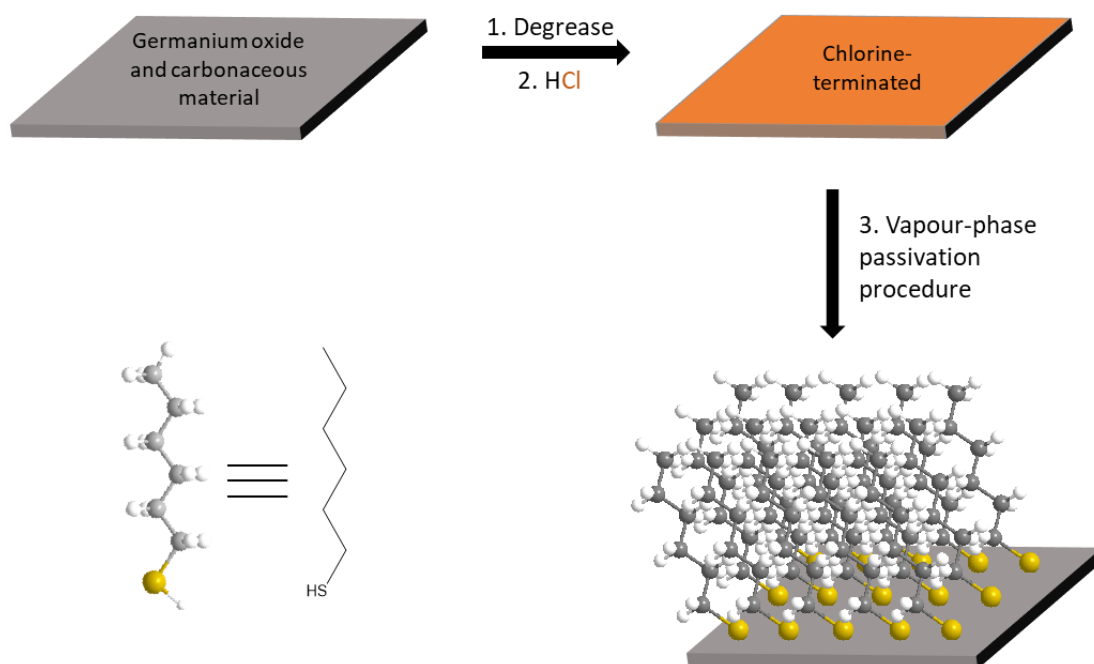 Germanium oxide
and carbonaceous
material
1. Degrease
2. HCl
Chlorine-
terminated
3. Vapour-phase
passivation
procedure
HS